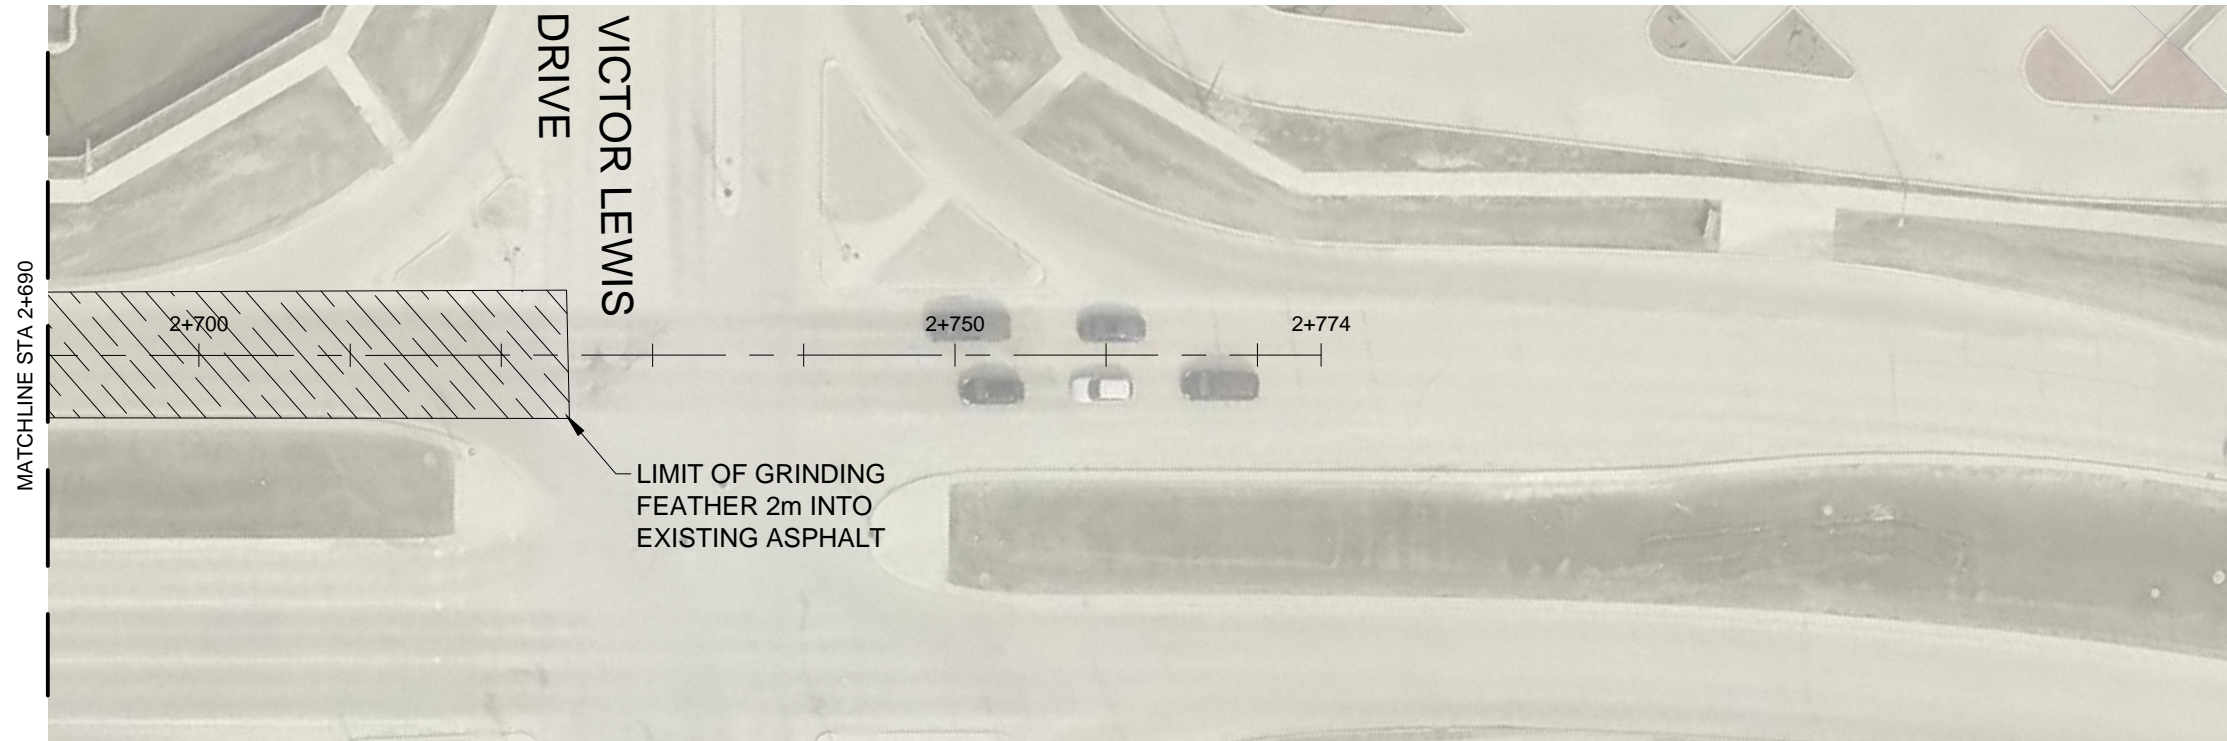 VICTOR LEWIS
DRIVE
MATCHLINE STA 2+690
2+700
2+750
2+774
LIMIT OF GRINDING
FEATHER 2m INTO
EXISTING ASPHALT